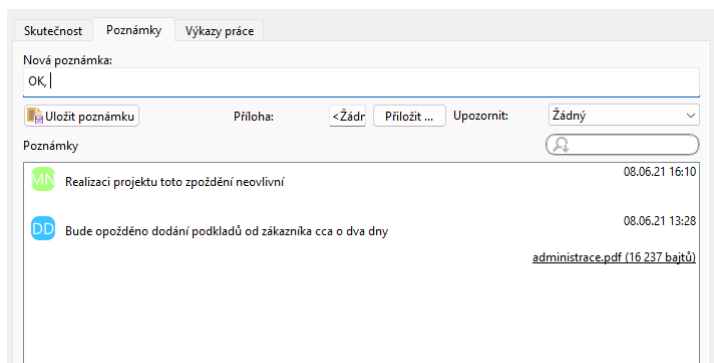 Skutečnost Poznámky Výkazy práce
Nová poznámka:
OK,
Uložit poznámku Příloha: <Žádr Přiložit ... Upozornit: Žádný
Poznámky
MN Realizaci projektu toto zpoždění neovlivní 08.06.21 16:10
DD Bude opožděno dodání podkladů od zákazníka cca o dva dny 08.06.21 13:28
administrace.pdf (16 237 bajtů)